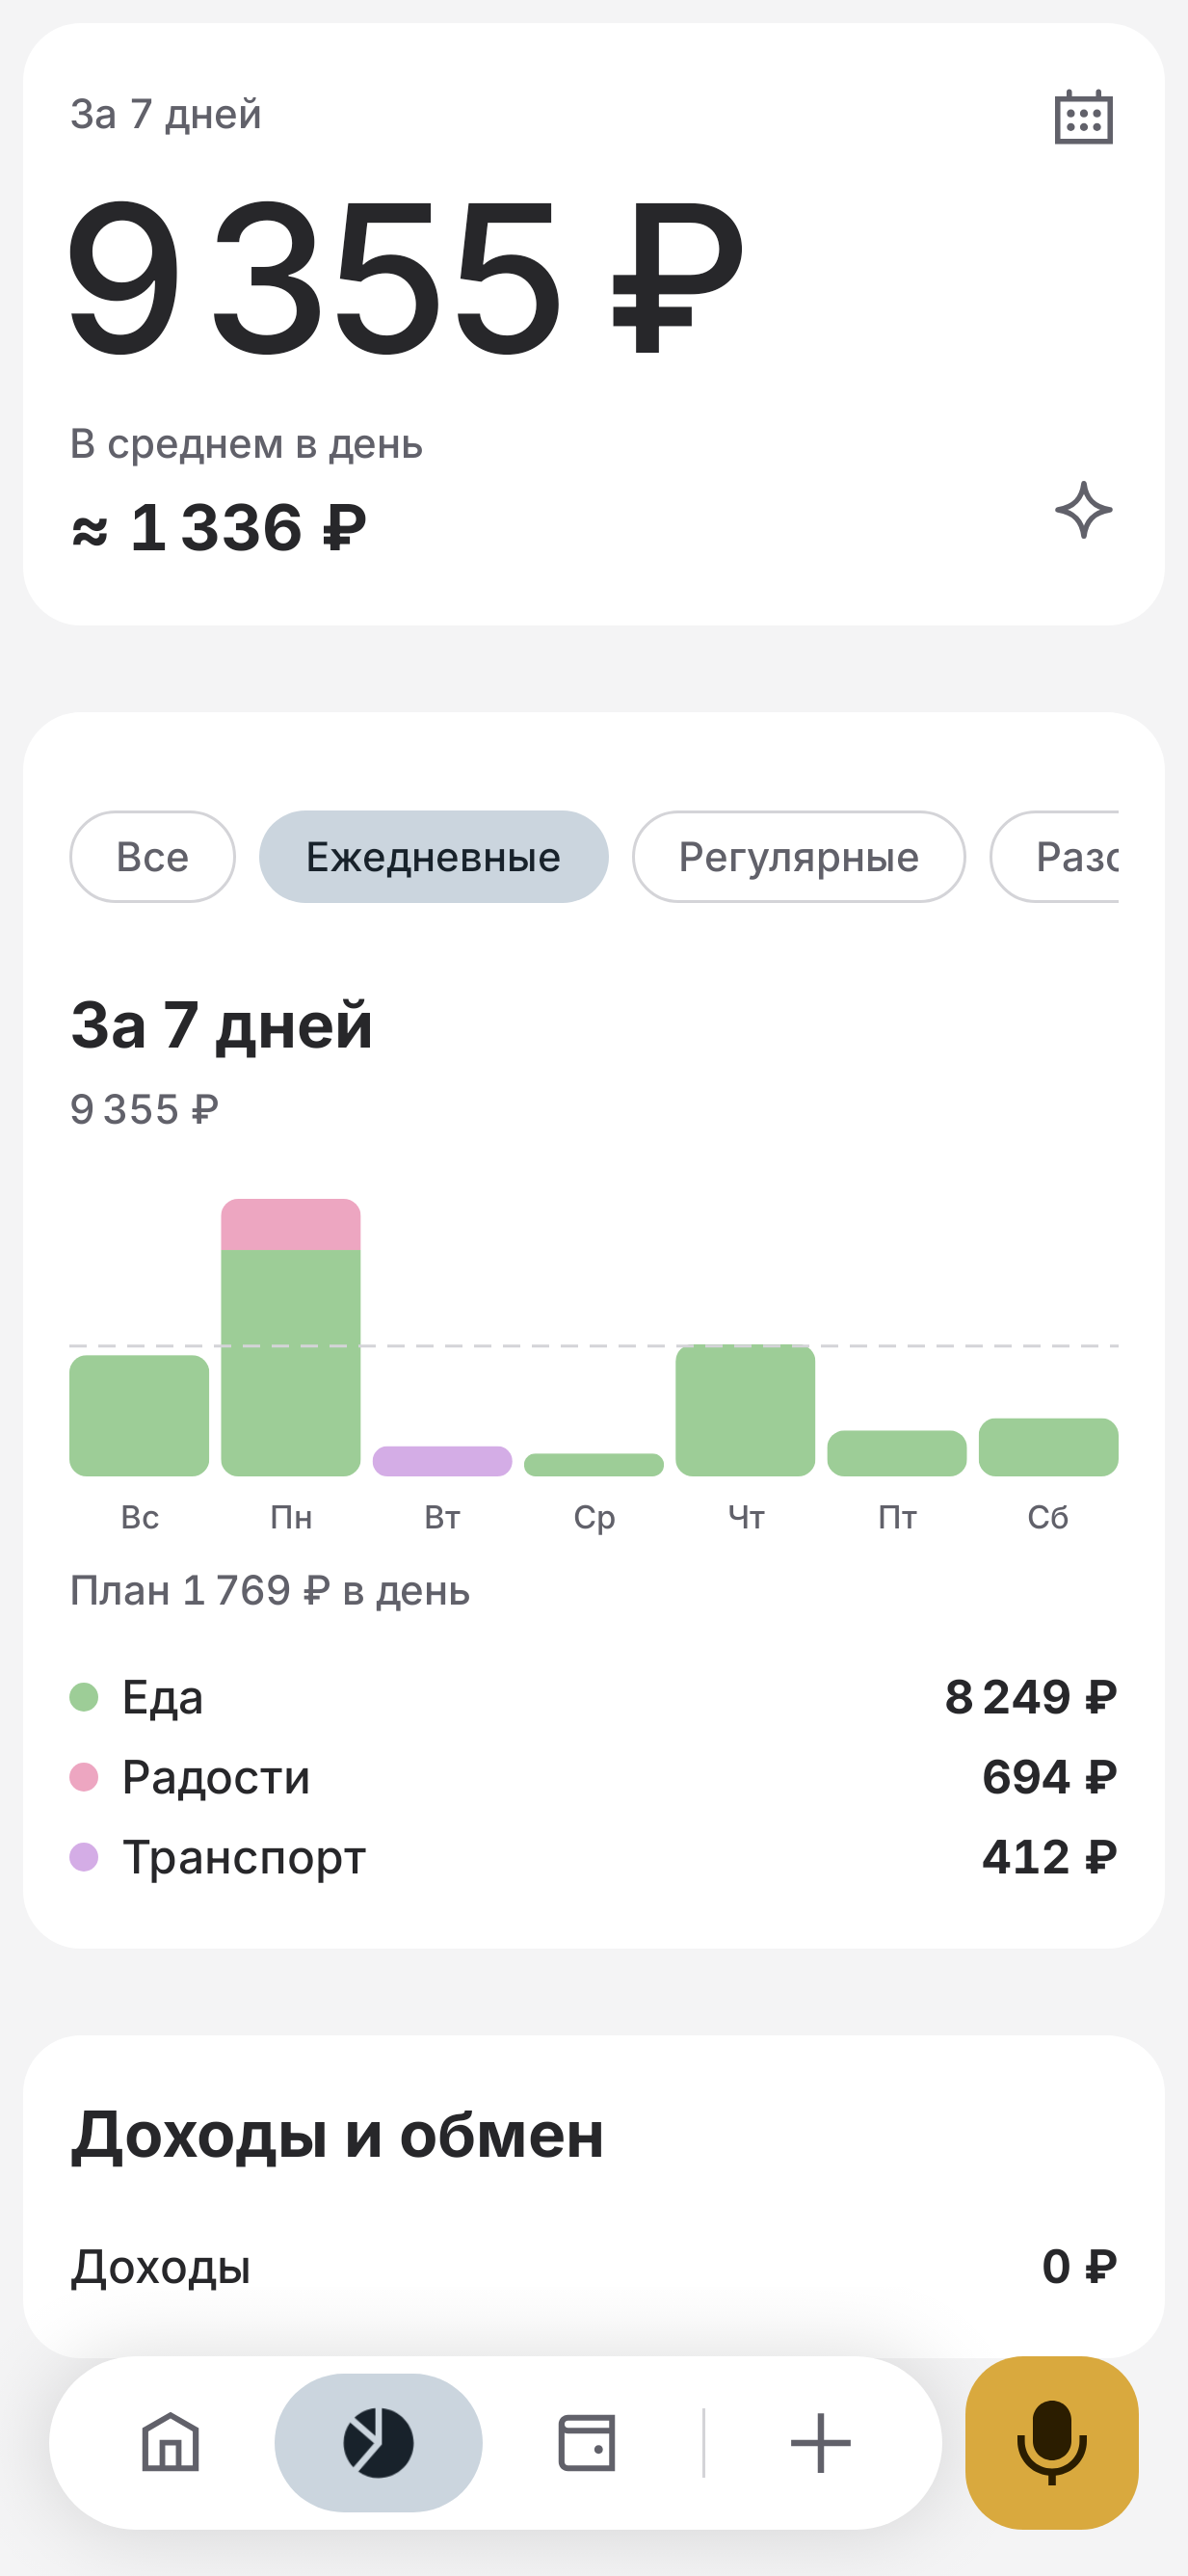 За 7 дней
9 355 ₽
В среднем в день
≈ 1 336 ₽
Все Ежедневные Регулярные
За 7 дней
9 355 ₽
Вс Пн Вт Ср Чт Пт Сб
План 1 769 ₽ в день
Еда 8 249 ₽
Радости 694 ₽
Транспорт 412 ₽
Доходы и обмен
Доходы 0 ₽